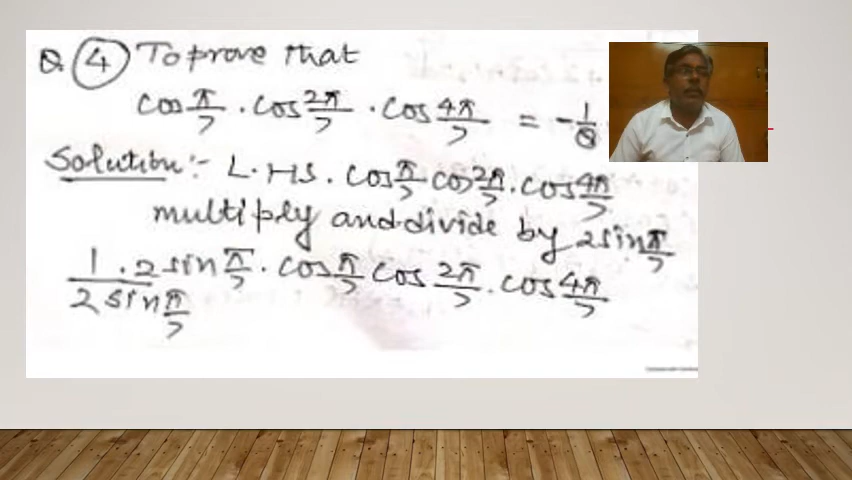 Q. 4 To prove that
cos π/7 . cos 2π/7 . cos 4π/7 = -1/8
Solution:- L.HS. cos π/7 cos 2π/7 . cos 4π/7
multiply and divide by 2 sin π/7
1/(2 sin π/7) . 2 sin π/7 . cos π/7 cos 2π/7 . cos 4π/7